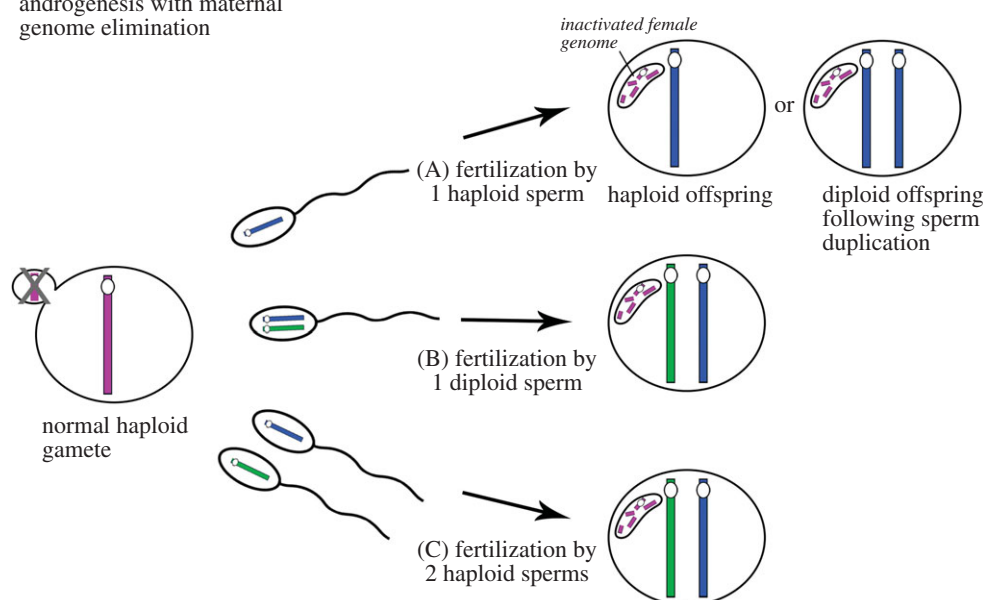 androgenesis with maternal
genome elimination
inactivated female
genome
or
(A) fertilization by
1 haploid sperm
haploid offspring
diploid offspring
following sperm
duplication
(B) fertilization by
1 diploid sperm
normal haploid
gamete
(C) fertilization by
2 haploid sperms